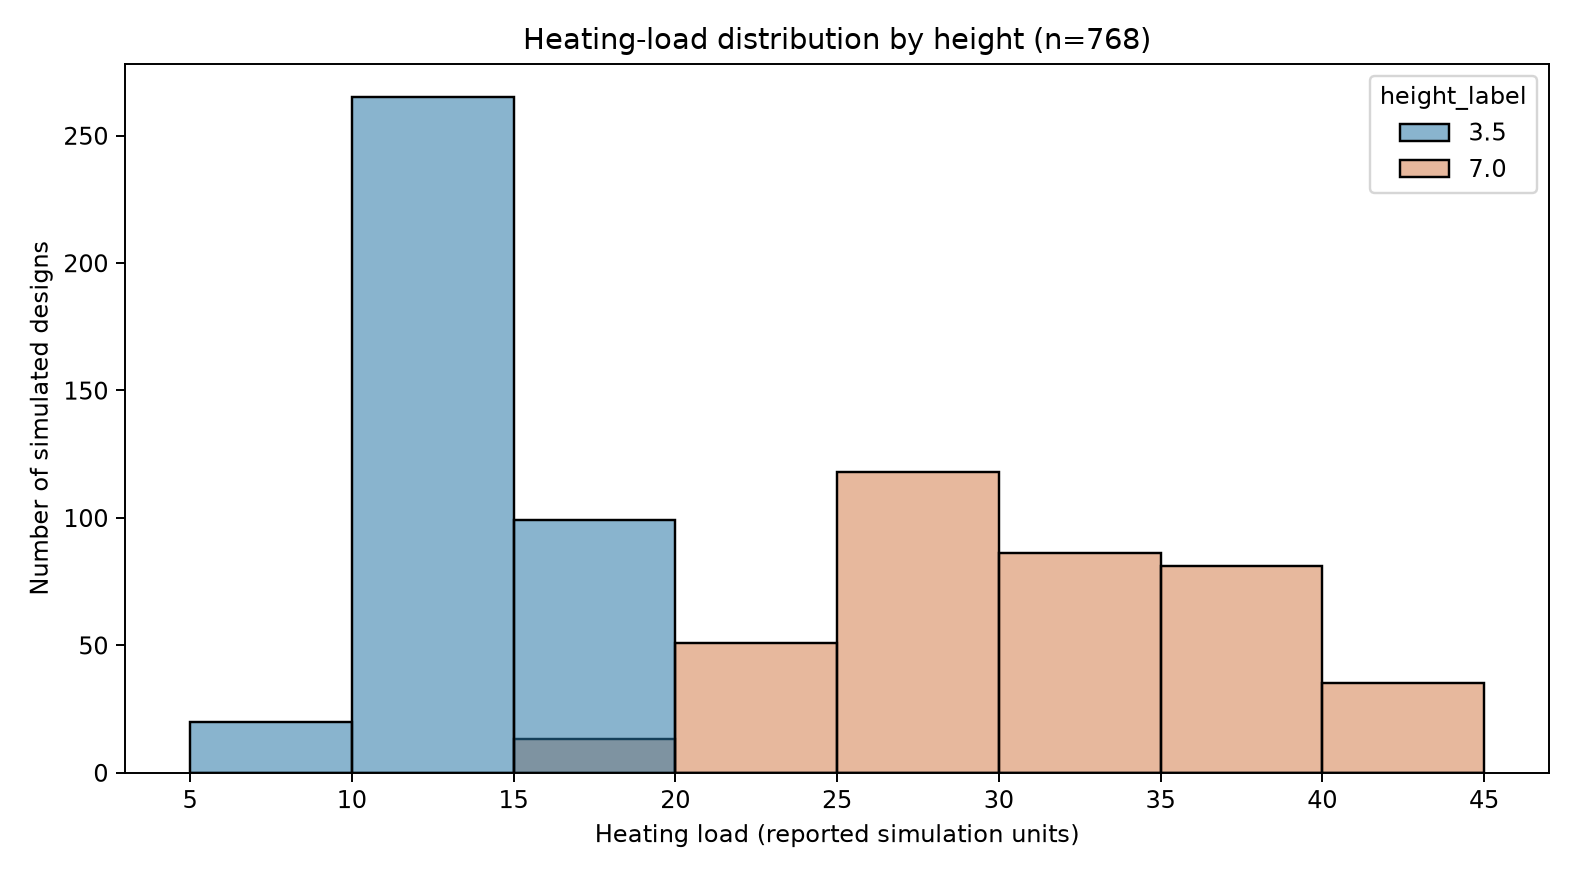 Heating-load distribution by height (n=768)
height_label
3.5
7.0
Number of simulated designs
250
200
150
100
50
0
5 10 15 20 25 30 35 40 45
Heating load (reported simulation units)